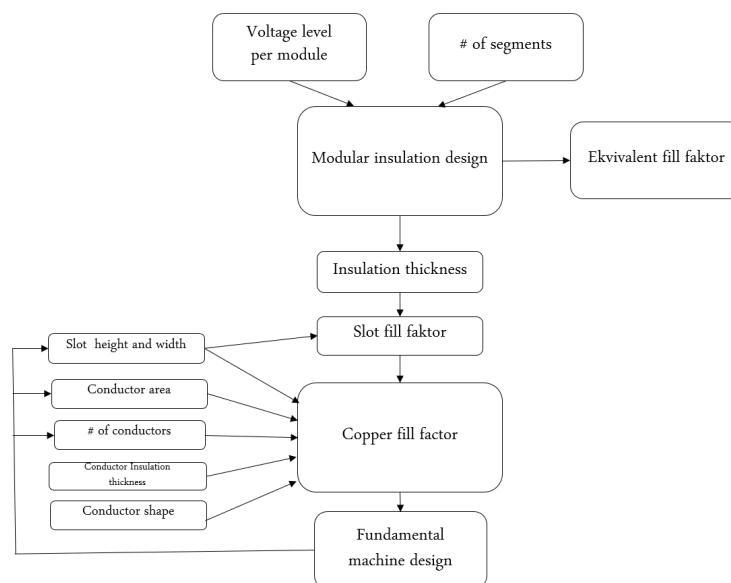 Voltage level
per module
# of segments
Modular insulation design
Ekvivalent fill faktor
Insulation thickness
Slot fill faktor
Slot height and width
Conductor area
# of conductors
Conductor Insulation
thickness
Conductor shape
Copper fill factor
Fundamental
machine design